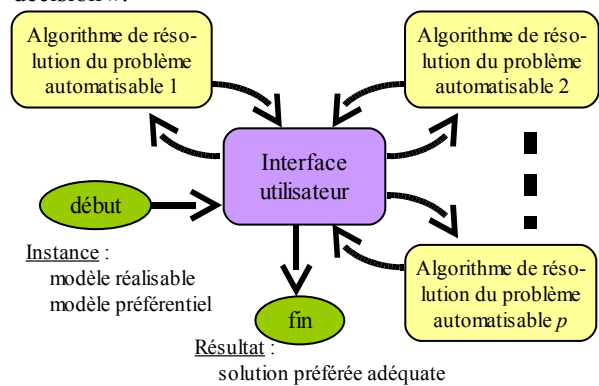 décision ».
Algorithme de réso-
lution du problème
automatisable 1
Algorithme de réso-
lution du problème
automatisable 2
Interface
utilisateur
début
Instance :
modèle réalisable
modèle préférentiel
Algorithme de réso-
lution du problème
automatisable p
fin
Résultat :
solution préférée adéquate